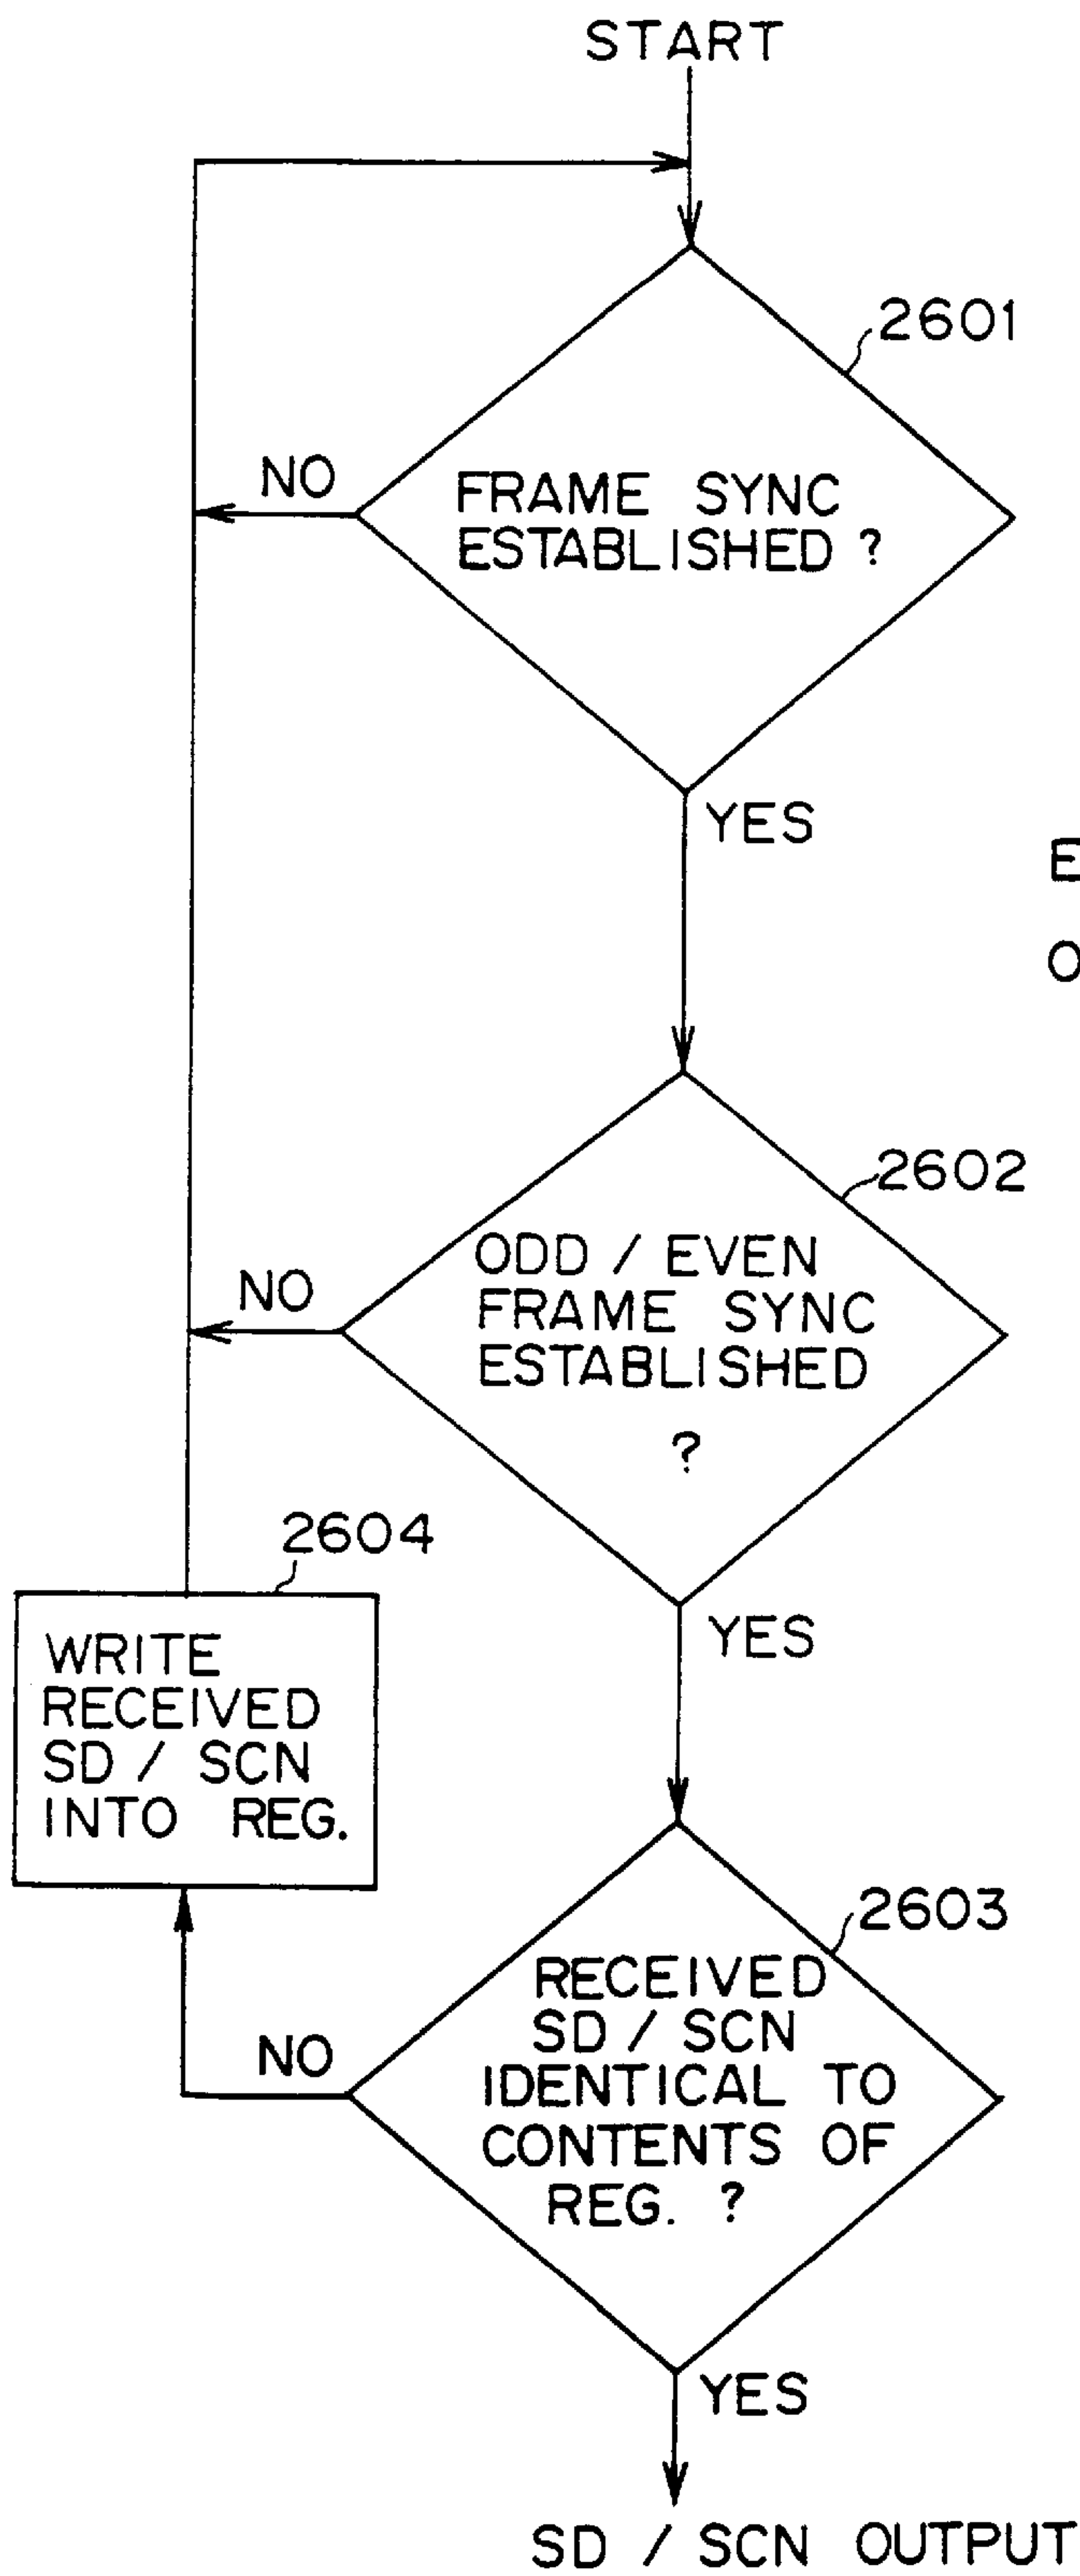 START
2601
NO
FRAME SYNC
ESTABLISHED ?
YES
E
O
2602
NO
ODD / EVEN
FRAME SYNC
ESTABLISHED
?
2604
YES
WRITE
RECEIVED
SD / SCN
INTO REG.
2603
NO
RECEIVED
SD / SCN
IDENTICAL TO
CONTENTS OF
REG. ?
YES
SD / SCN OUTPUT